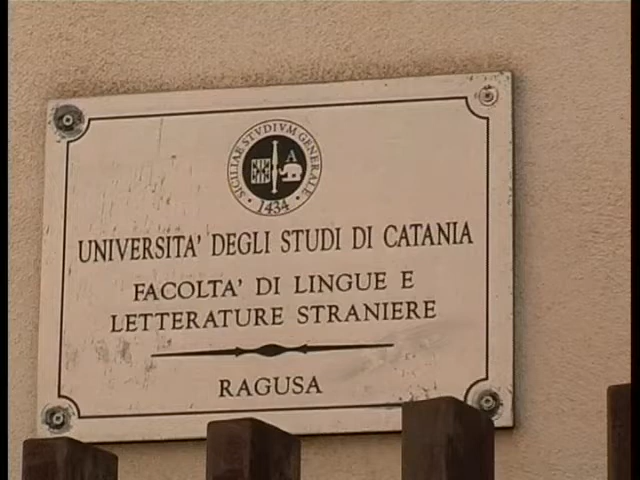 SICILIAE STVDIVM GENERALE
A
1434
UNIVERSITA' DEGLI STUDI DI CATANIA
FACOLTA' DI LINGUE E
LETTERATURE STRANIERE
RAGUSA